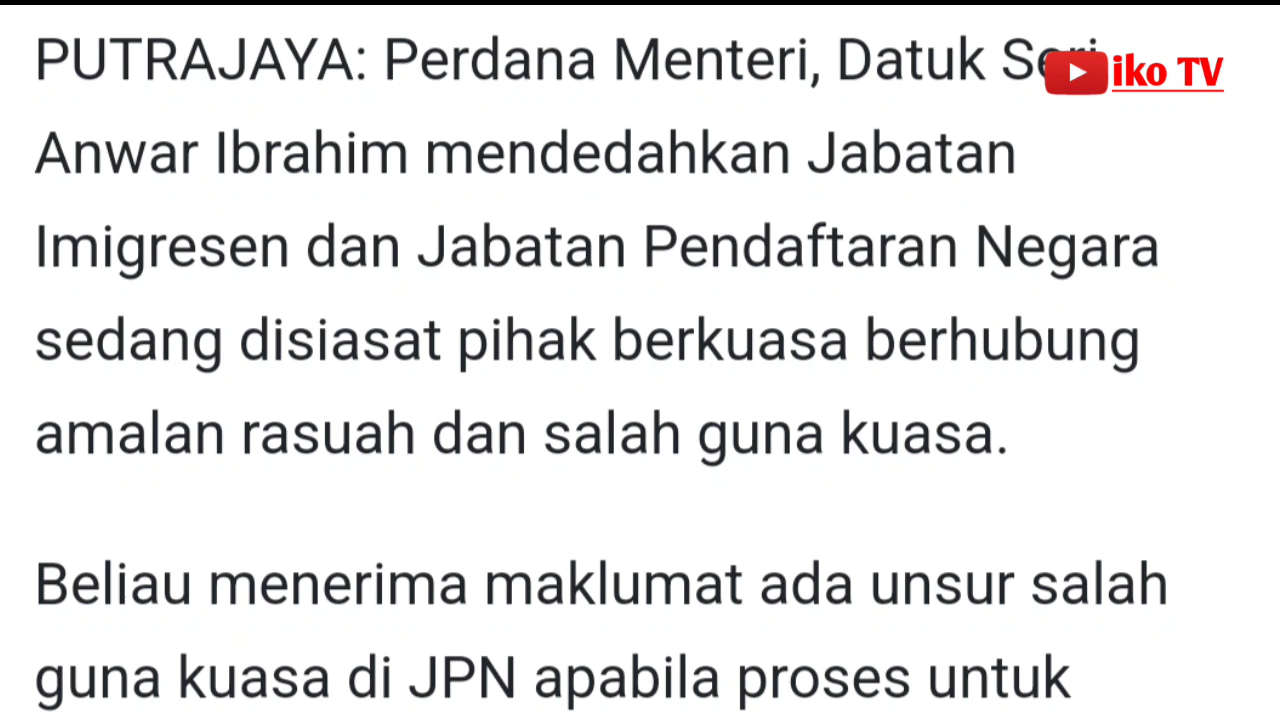 PUTRAJAYA: Perdana Menteri, Datuk Seri
iko TV
Anwar Ibrahim mendedahkan Jabatan
Imigresen dan Jabatan Pendaftaran Negara
sedang disiasat pihak berkuasa berhubung
amalan rasuah dan salah guna kuasa.
Beliau menerima maklumat ada unsur salah
guna kuasa di JPN apabila proses untuk